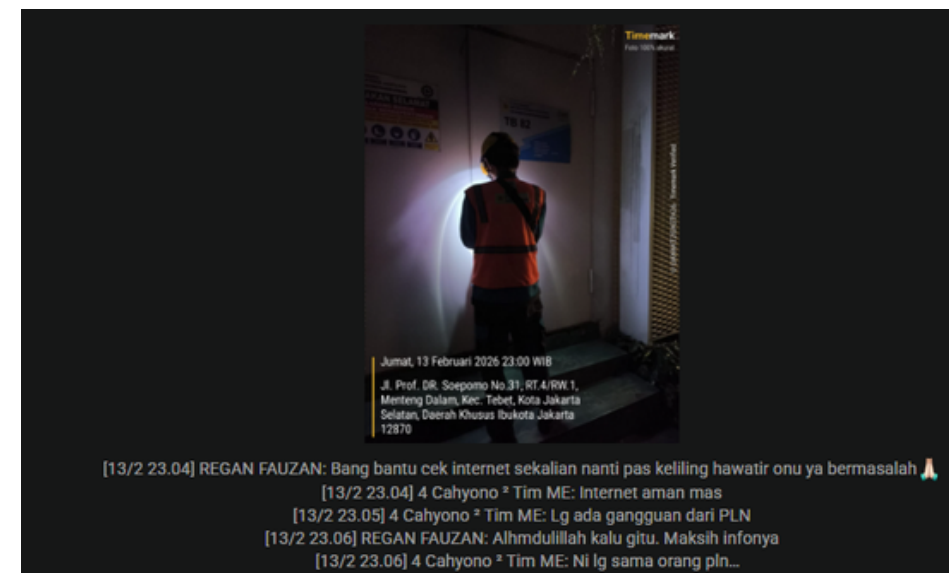 Timemark
Foto 100% akurat
TB 02
Jumat, 13 Februari 2026 23:00 WIB
Jl. Prof. DR. Soepomo No.31, RT.4/RW.1,
Menteng Dalam, Kec. Tebet, Kota Jakarta
Selatan, Daerah Khusus Ibukota Jakarta
12870
[13/2 23.04] REGAN FAUZAN: Bang bantu cek internet sekalian nanti pas keliling hawatir onu ya bermasalah 🙏🏻
[13/2 23.04] 4 Cahyono ² Tim ME: Internet aman mas
[13/2 23.05] 4 Cahyono ² Tim ME: Lg ada gangguan dari PLN
[13/2 23.06] REGAN FAUZAN: Alhmdulillah kalu gitu. Maksih infonya
[13/2 23.06] 4 Cahyono ² Tim ME: Ni lg sama orang pln…